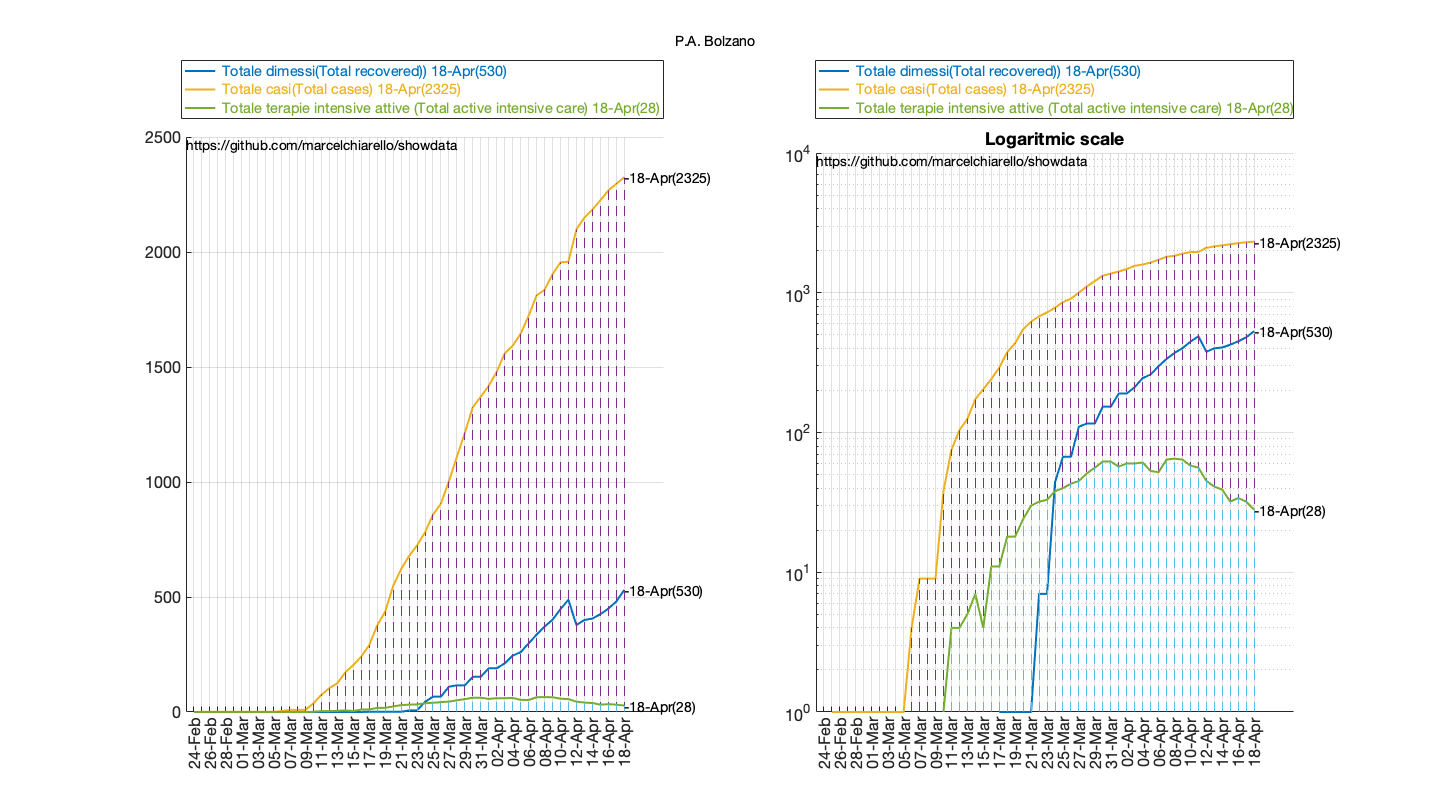 P.A. Bolzano
Totale dimessi(Total recovered)) 18-Apr(530)
Totale casi(Total cases) 18-Apr(2325)
Totale terapie intensive attive (Total active intensive care) 18-Apr(28)
https://github.com/marcelchiarello/showdata
2500
2000
1500
1000
500
0
18-Apr(2325)
18-Apr(530)
18-Apr(28)
24-Feb
26-Feb
28-Feb
01-Mar
03-Mar
05-Mar
07-Mar
09-Mar
11-Mar
13-Mar
15-Mar
17-Mar
19-Mar
21-Mar
23-Mar
25-Mar
27-Mar
29-Mar
31-Mar
02-Apr
04-Apr
06-Apr
08-Apr
10-Apr
12-Apr
14-Apr
16-Apr
18-Apr
Totale dimessi(Total recovered)) 18-Apr(530)
Totale casi(Total cases) 18-Apr(2325)
Totale terapie intensive attive (Total active intensive care) 18-Apr(28)
Logaritmic scale
https://github.com/marcelchiarello/showdata
10^4
10^3
10^2
10^1
10^0
18-Apr(2325)
18-Apr(530)
18-Apr(28)
24-Feb
26-Feb
28-Feb
01-Mar
03-Mar
05-Mar
07-Mar
09-Mar
11-Mar
13-Mar
15-Mar
17-Mar
19-Mar
21-Mar
23-Mar
25-Mar
27-Mar
29-Mar
31-Mar
02-Apr
04-Apr
06-Apr
08-Apr
10-Apr
12-Apr
14-Apr
16-Apr
18-Apr